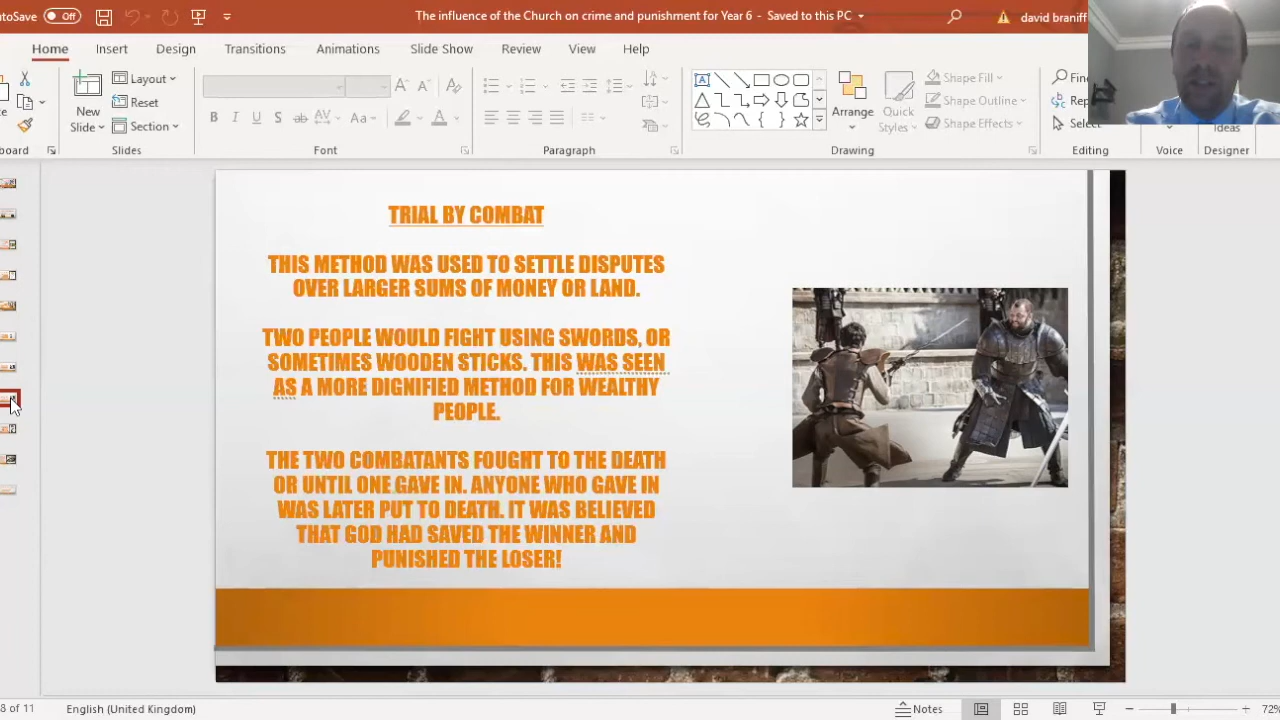 utoSave Off
The influence of the Church on crime and punishment for Year 6 - Saved to this PC
david braniff
Home Insert Design Transitions Animations Slide Show Review View Help
Layout
Reset
Section
New
Slide
B I U S Aa
Arrange
Quick
Styles
Shape Fill
Shape Outline
Shape Effects
Select
Ideas
board Slides Font Paragraph Drawing Editing Voice Designer
TRIAL BY COMBAT
THIS METHOD WAS USED TO SETTLE DISPUTES
OVER LARGER SUMS OF MONEY OR LAND.
TWO PEOPLE WOULD FIGHT USING SWORDS, OR
SOMETIMES WOODEN STICKS. THIS WAS SEEN
AS A MORE DIGNIFIED METHOD FOR WEALTHY
PEOPLE.
THE TWO COMBATANTS FOUGHT TO THE DEATH
OR UNTIL ONE GAVE IN. ANYONE WHO GAVE IN
WAS LATER PUT TO DEATH. IT WAS BELIEVED
THAT GOD HAD SAVED THE WINNER AND
PUNISHED THE LOSER!
8 of 11 English (United Kingdom) Notes 72%